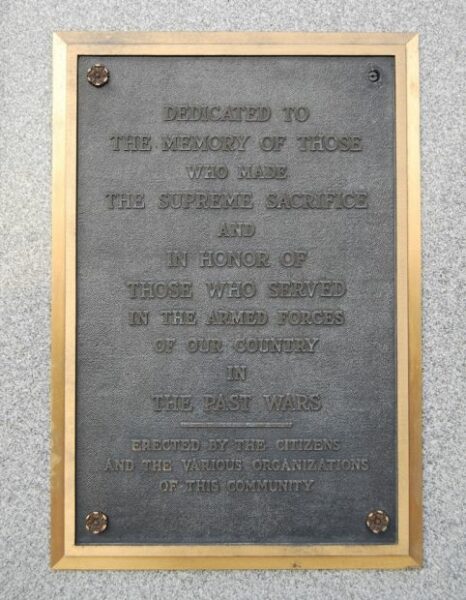 DEDICATED TO
THE MEMORY OF THOSE
WHO MADE
THE SUPREME SACRIFICE
AND
IN HONOR OF
THOSE WHO SERVED
IN THE ARMED FORCES
OF OUR COUNTRY
IN
THE PAST WARS
ERECTED BY THE CITIZENS
AND THE VARIOUS ORGANIZATIONS
OF THIS COMMUNITY